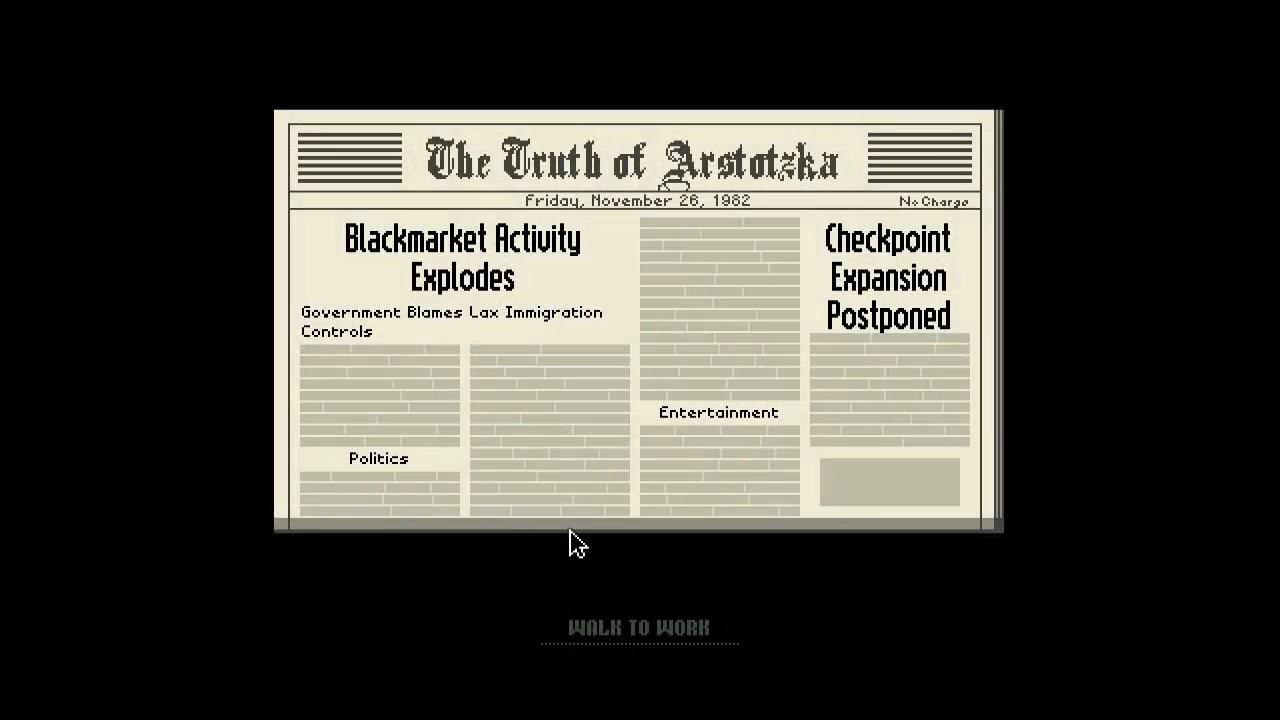 The Truth of Arstotzka
Friday, November 26, 1982
No Charge
Blackmarket Activity
Explodes
Government Blames Lax Immigration
Controls
Politics
Entertainment
Checkpoint
Expansion
Postponed
WALK TO WORK